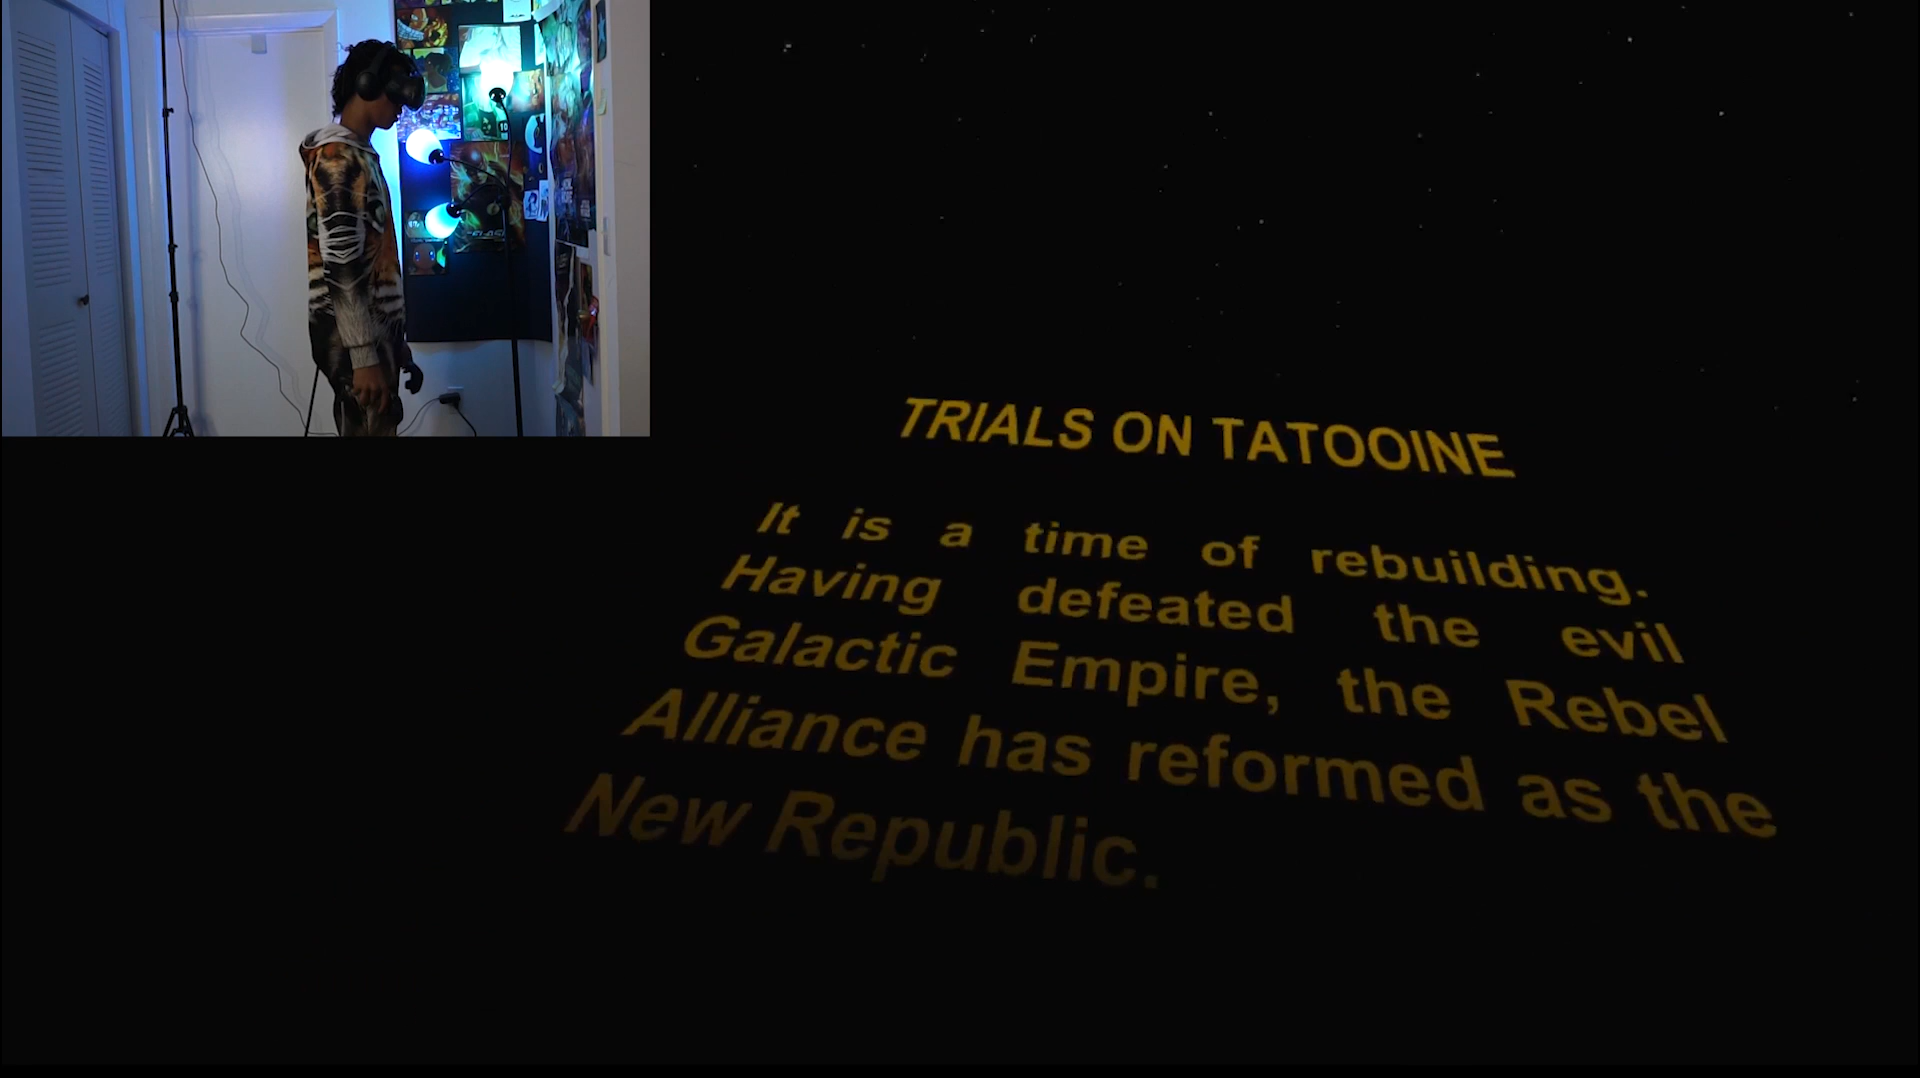 TRIALS ON TATOOINE
It is a time of rebuilding.
Having defeated the evil
Galactic Empire, the Rebel
Alliance has reformed as the
New Republic.